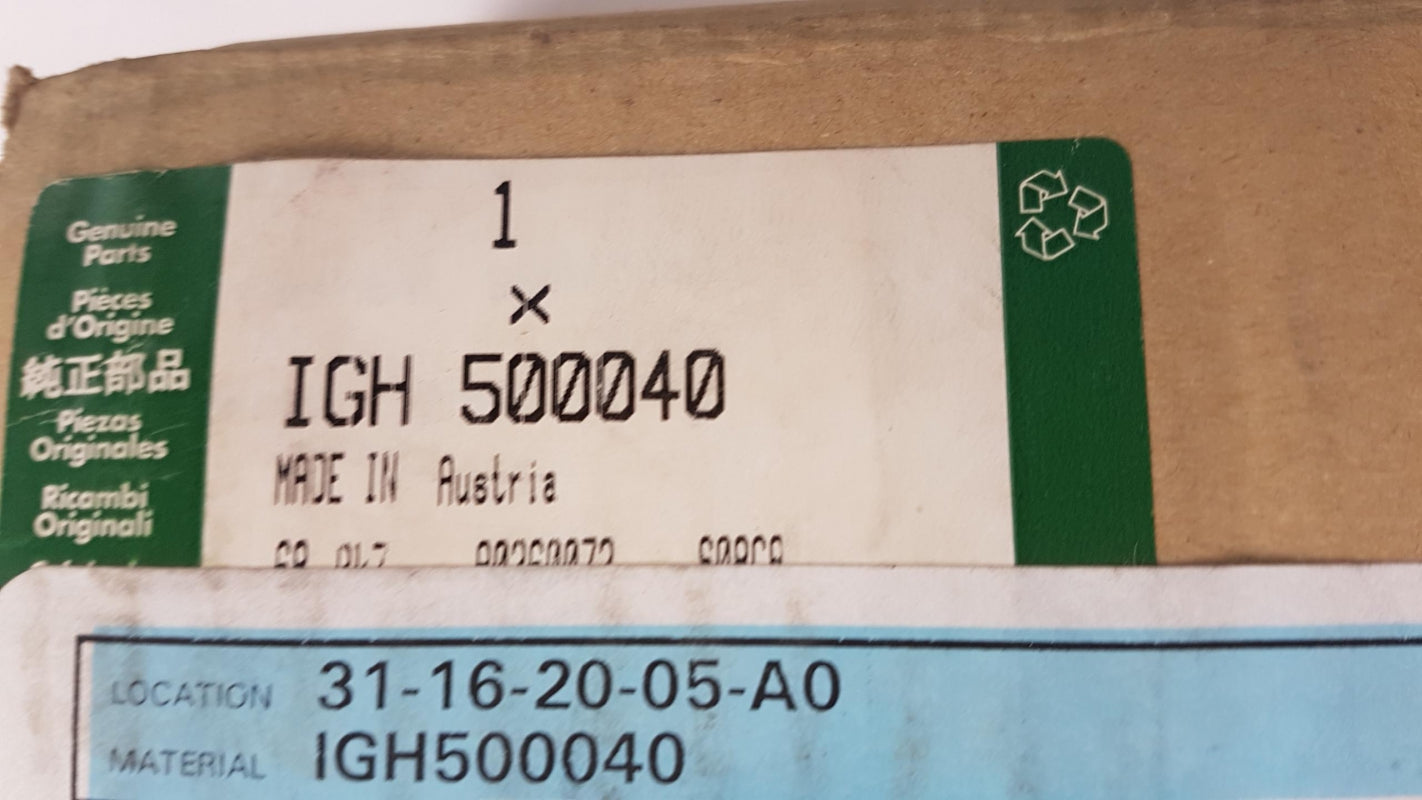 Genuine
Parts
Pièces
d'Origine
純正部品
Piezas
Originales
Ricambi
Originali
1
×
IGH 500040
MADE IN Austria
LOCATION 31-16-20-05-A0
MATERIAL IGH500040